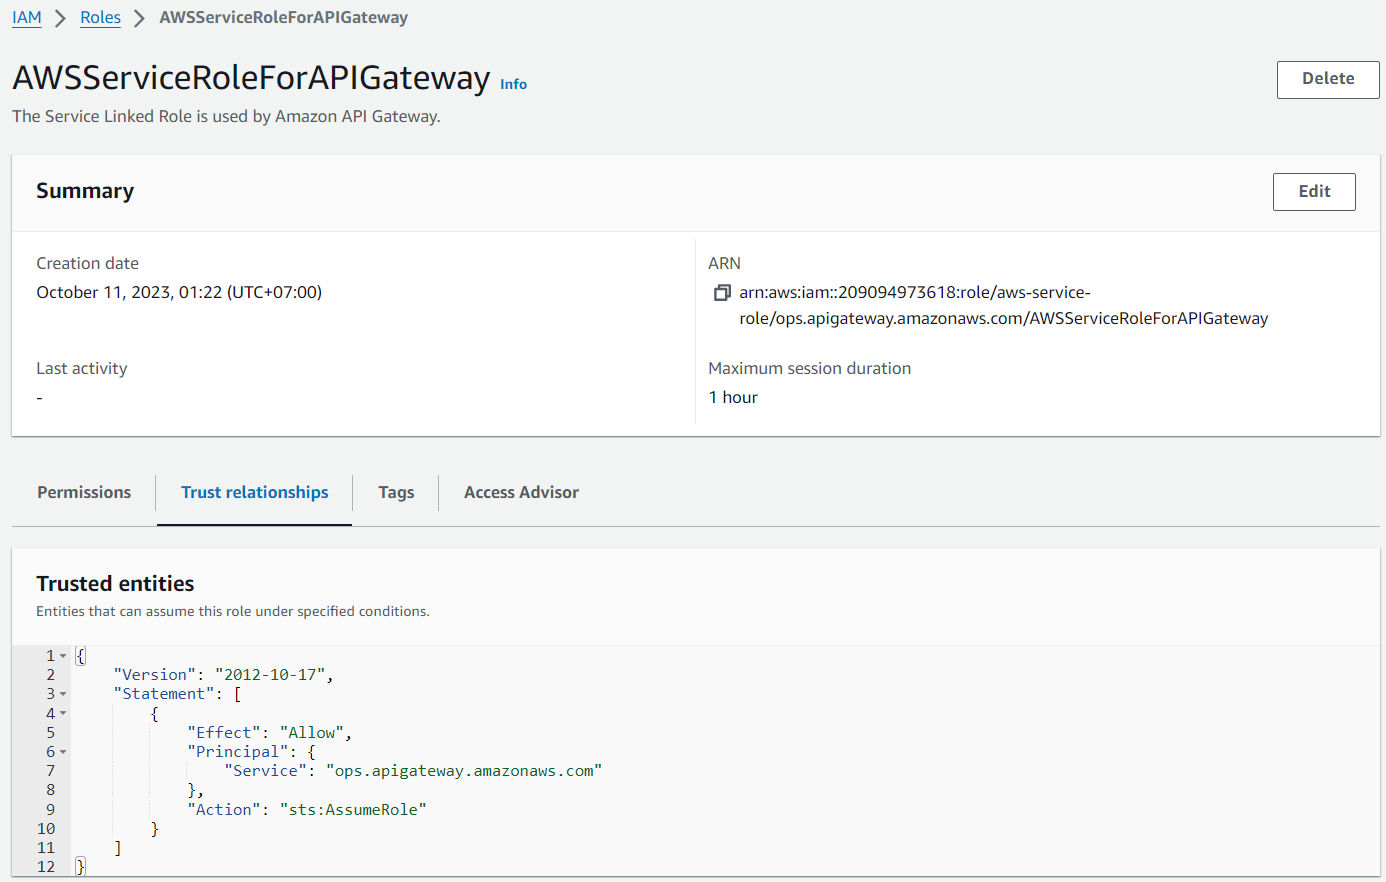 IAM > Roles > AWSServiceRoleForAPIGateway
AWSServiceRoleForAPIGateway Info
Delete
The Service Linked Role is used by Amazon API Gateway.
Summary
Edit
Creation date
October 11, 2023, 01:22 (UTC+07:00)
ARN
arn:aws:iam::209094973618:role/aws-service-
role/ops.apigateway.amazonaws.com/AWSServiceRoleForAPIGateway
Last activity
-
Maximum session duration
1 hour
Permissions
Trust relationships
Tags
Access Advisor
Trusted entities
Entities that can assume this role under specified conditions.
1 {
2 "Version": "2012-10-17",
3 "Statement": [
4 {
5 "Effect": "Allow",
6 "Principal": {
7 "Service": "ops.apigateway.amazonaws.com"
8 },
9 "Action": "sts:AssumeRole"
10 }
11 ]
12 }